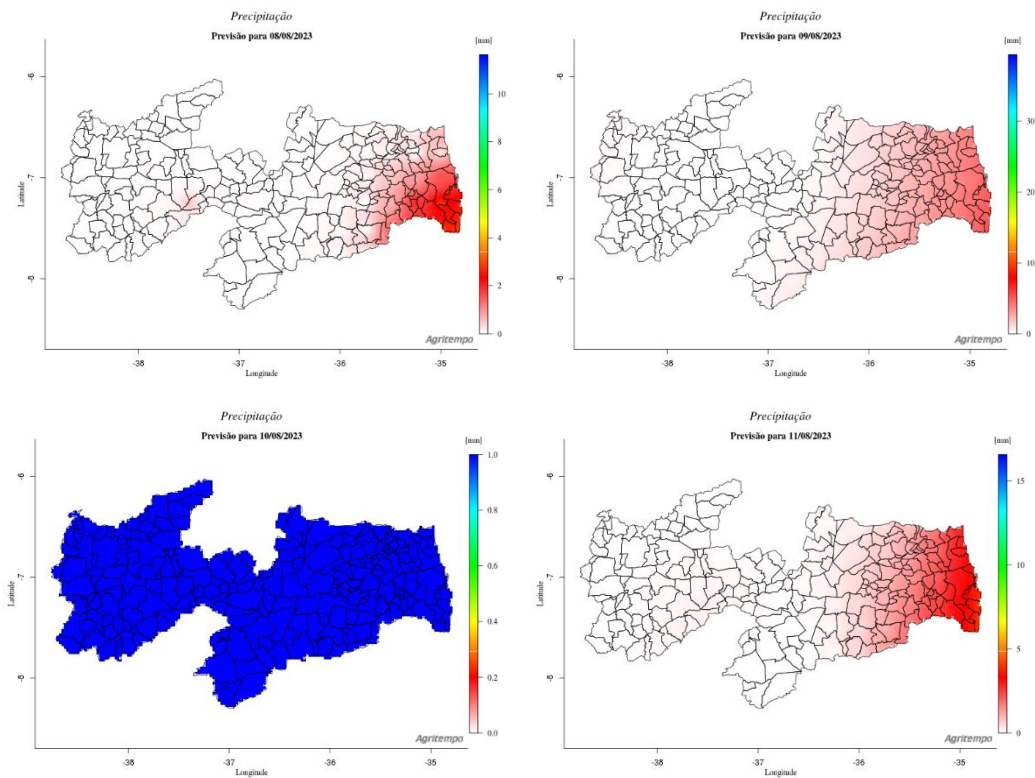 Precipitação
Previsão para 08/08/2023
[mm]
10
8
6
4
2
0
-6
-7
-8
Latitude
-38
-37
-36
-35
Longitude
Agritempo
Precipitação
Previsão para 09/08/2023
[mm]
30
20
10
0
-6
-7
-8
Latitude
-38
-37
-36
-35
Longitude
Agritempo
Precipitação
Previsão para 10/08/2023
[mm]
1.0
0.8
0.6
0.4
0.2
0.0
-6
-7
-8
Latitude
-38
-37
-36
-35
Longitude
Agritempo
Precipitação
Previsão para 11/08/2023
[mm]
15
10
5
0
-6
-7
-8
Latitude
-38
-37
-36
-35
Longitude
Agritempo